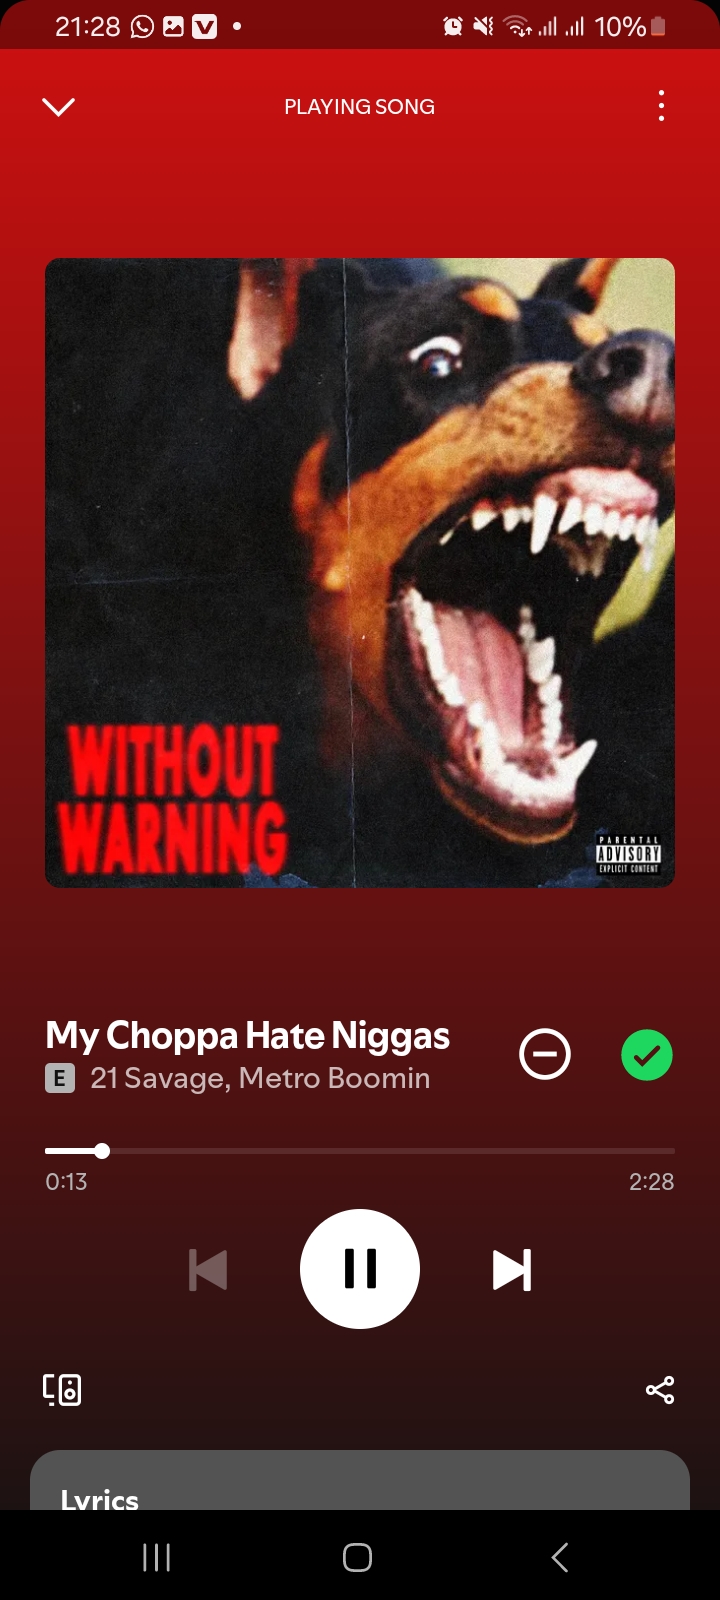 21:28 10%
PLAYING SONG
WITHOUT
WARNING
PARENTAL
ADVISORY
EXPLICIT CONTENT
My Choppa Hate Niggas
E 21 Savage, Metro Boomin
0:13 2:28
Lyrics